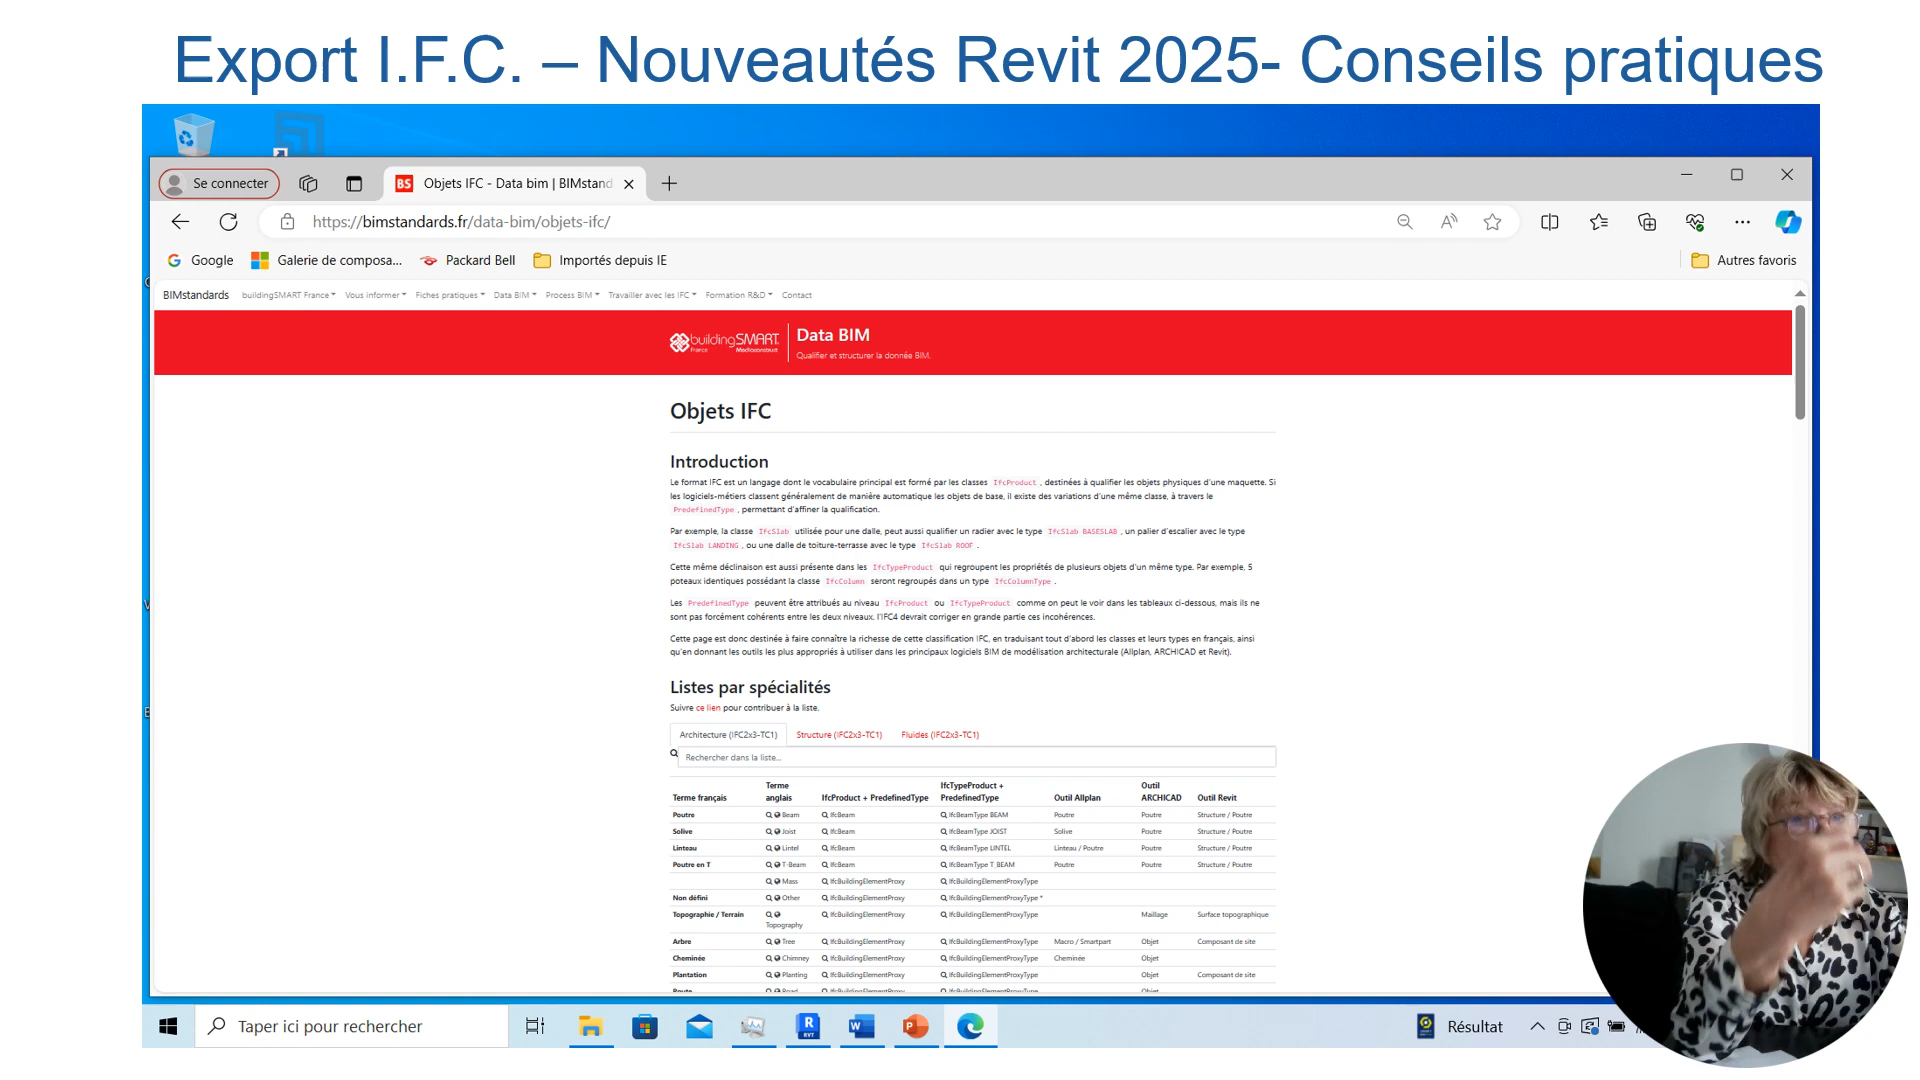 Export I.F.C. – Nouveautés Revit 2025- Conseils pratiques
Se connecter
BS Objets IFC - Data bim | BIMstand
https://bimstandards.fr/data-bim/objets-ifc/
Google Galerie de composa... Packard Bell Importés depuis IE Autres favoris
BIMstandards buildingSMART France Vous informer Fiches pratiques Data BIM Process BIM Travailler avec les IFC Formation R&D Contact
buildingSMART
France Mediaconstruct
Data BIM
Qualifier et structurer la donnée BIM.
Objets IFC
Introduction
Le format IFC est un langage dont le vocabulaire principal est formé par les classes IfcProduct , destinées à qualifier les objets physiques d'une maquette. Si
les logiciels-métiers classent généralement de manière automatique les objets de base, il existe des variations d'une même classe, à travers le
PredefinedType , permettant d'affiner la qualification.
Par exemple, la classe IfcSlab utilisée pour une dalle, peut aussi qualifier un radier avec le type IfcSlab BASESLAB , un palier d'escalier avec le type
IfcSlab LANDING , ou une dalle de toiture-terrasse avec le type IfcSlab ROOF .
Cette même déclinaison est aussi présente dans les IfcTypeProduct qui regroupent les propriétés de plusieurs objets d'un même type. Par exemple, 5
poteaux identiques possédant la classe IfcColumn seront regroupés dans un type IfcColumnType .
Les PredefinedType peuvent être attribués au niveau IfcProduct ou IfcTypeProduct comme on peut le voir dans les tableaux ci-dessous, mais ils ne
sont pas forcément cohérents entre les deux niveaux. l'IFC4 devrait corriger en grande partie ces incohérences.
Cette page est donc destinée à faire connaître la richesse de cette classification IFC, en traduisant tout d'abord les classes et leurs types en français, ainsi
qu'en donnant les outils les plus appropriés à utiliser dans les principaux logiciels BIM de modélisation architecturale (Allplan, ARCHICAD et Revit).
Listes par spécialités
Suivre ce lien pour contribuer à la liste.
Architecture (IFC2x3-TC1) Structure (IFC2x3-TC1) Fluides (IFC2x3-TC1)
Rechercher dans la liste...
Terme français Terme anglais IfcProduct + PredefinedType IfcTypeProduct + PredefinedType Outil Allplan Outil ARCHICAD Outil Revit
Poutre Beam IfcBeam IfcBeamType BEAM Poutre Poutre Structure / Poutre
Solive Joist IfcBeam IfcBeamType JOIST Solive Poutre Structure / Poutre
Linteau Lintel IfcBeam IfcBeamType LINTEL Linteau / Poutre Poutre Structure / Poutre
Poutre en T T-Beam IfcBeam IfcBeamType T_BEAM Poutre Poutre Structure / Poutre
Mass IfcBuildingElementProxy IfcBuildingElementProxyType
Non défini Other IfcBuildingElementProxy IfcBuildingElementProxyType *
Topographie / Terrain Topography IfcBuildingElementProxy IfcBuildingElementProxyType Maillage Surface topographique
Arbre Tree IfcBuildingElementProxy IfcBuildingElementProxyType Macro / Smartpart Objet Composant de site
Cheminée Chimney IfcBuildingElementProxy IfcBuildingElementProxyType Cheminée Objet
Plantation Planting IfcBuildingElementProxy IfcBuildingElementProxyType Objet Composant de site
Route Road IfcBuildingElementProxy IfcBuildingElementProxyType Objet
Taper ici pour rechercher
R
RVT
W
P
Résultat